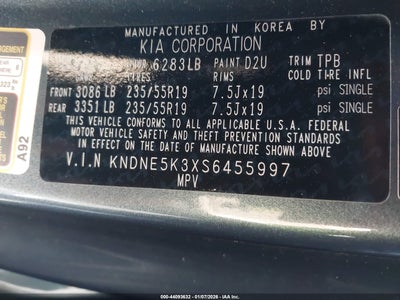 MANUFACTURED IN KOREA BY
KIA CORPORATION
6283LB PAINT D2U TRIM TPB
TIRES RIMS COLD TIRE INFL
FRONT 3086LB 235/55R19 7.5Jx19 psi SINGLE
REAR 3351LB 235/55R19 7.5Jx19 psi SINGLE
THIS VEHICLE CONFORMS TO ALL APPLICABLE U.S.A. FEDERAL
MOTOR VEHICLE SAFETY AND THEFT PREVENTION STANDARDS
IN EFFECT ON THE DATE OF MANUFACTURE SHOWN ABOVE
V.I.N KNDNE5K3XS6455997
MPV
A92
000-44093632 - 01/07/2026 - IAA Inc.